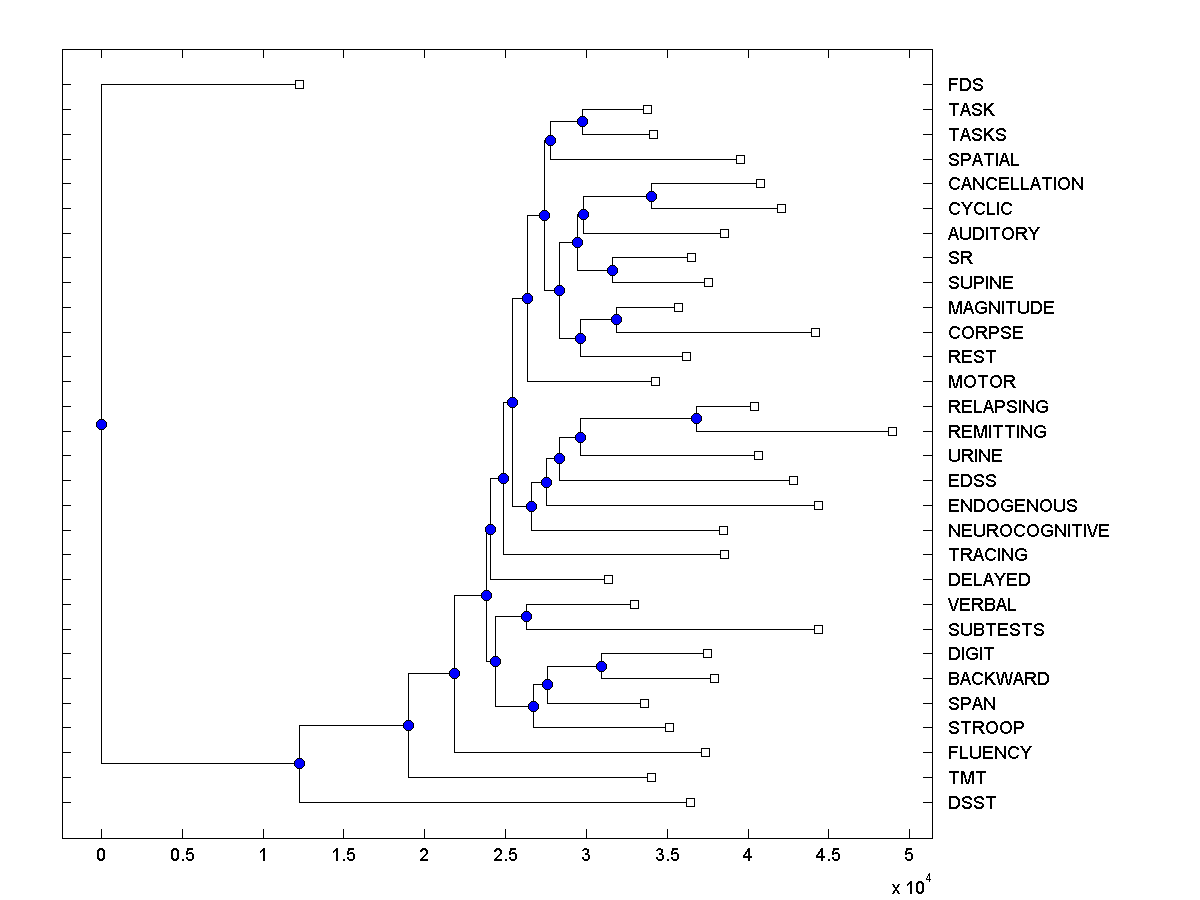 FDS
TASK
TASKS
SPATIAL
CANCELLATION
CYCLIC
AUDITORY
SR
SUPINE
MAGNITUDE
CORPSE
REST
MOTOR
RELAPSING
REMITTING
URINE
EDSS
ENDOGENOUS
NEUROCOGNITIVE
TRACING
DELAYED
VERBAL
SUBTESTS
DIGIT
BACKWARD
SPAN
STROOP
FLUENCY
TMT
DSST
0 0.5 1 1.5 2 2.5 3 3.5 4 4.5 5
x 10^4